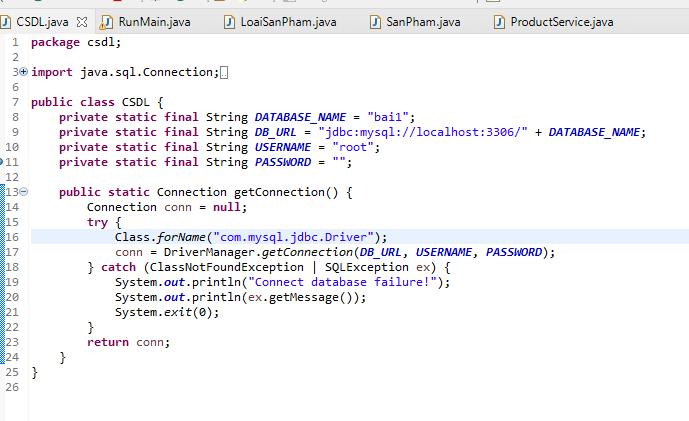 CSDL.java RunMain.java LoaiSanPham.java SanPham.java ProductService.java
1 package csdl;
2
3 import java.sql.Connection;
6
7 public class CSDL {
8 private static final String DATABASE_NAME = "bai1";
9 private static final String DB_URL = "jdbc:mysql://localhost:3306/" + DATABASE_NAME;
10 private static final String USERNAME = "root";
11 private static final String PASSWORD = "";
12
13 public static Connection getConnection() {
14 Connection conn = null;
15 try {
16 Class.forName("com.mysql.jdbc.Driver");
17 conn = DriverManager.getConnection(DB_URL, USERNAME, PASSWORD);
18 } catch (ClassNotFoundException | SQLException ex) {
19 System.out.println("Connect database failure!");
20 System.out.println(ex.getMessage());
21 System.exit(0);
22 }
23 return conn;
24 }
25 }
26